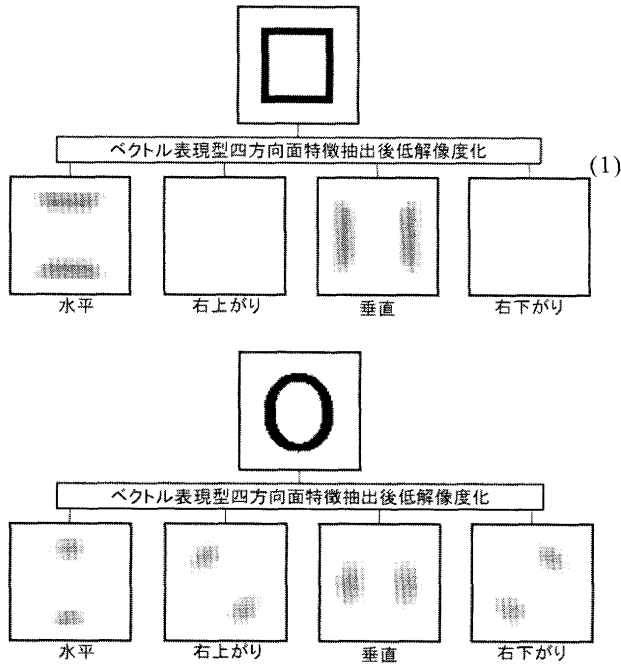 ベクトル表現型四方向面特徴抽出後低解像度化
(1)
水平 右上がり 垂直 右下がり
ベクトル表現型四方向面特徴抽出後低解像度化
水平 右上がり 垂直 右下がり